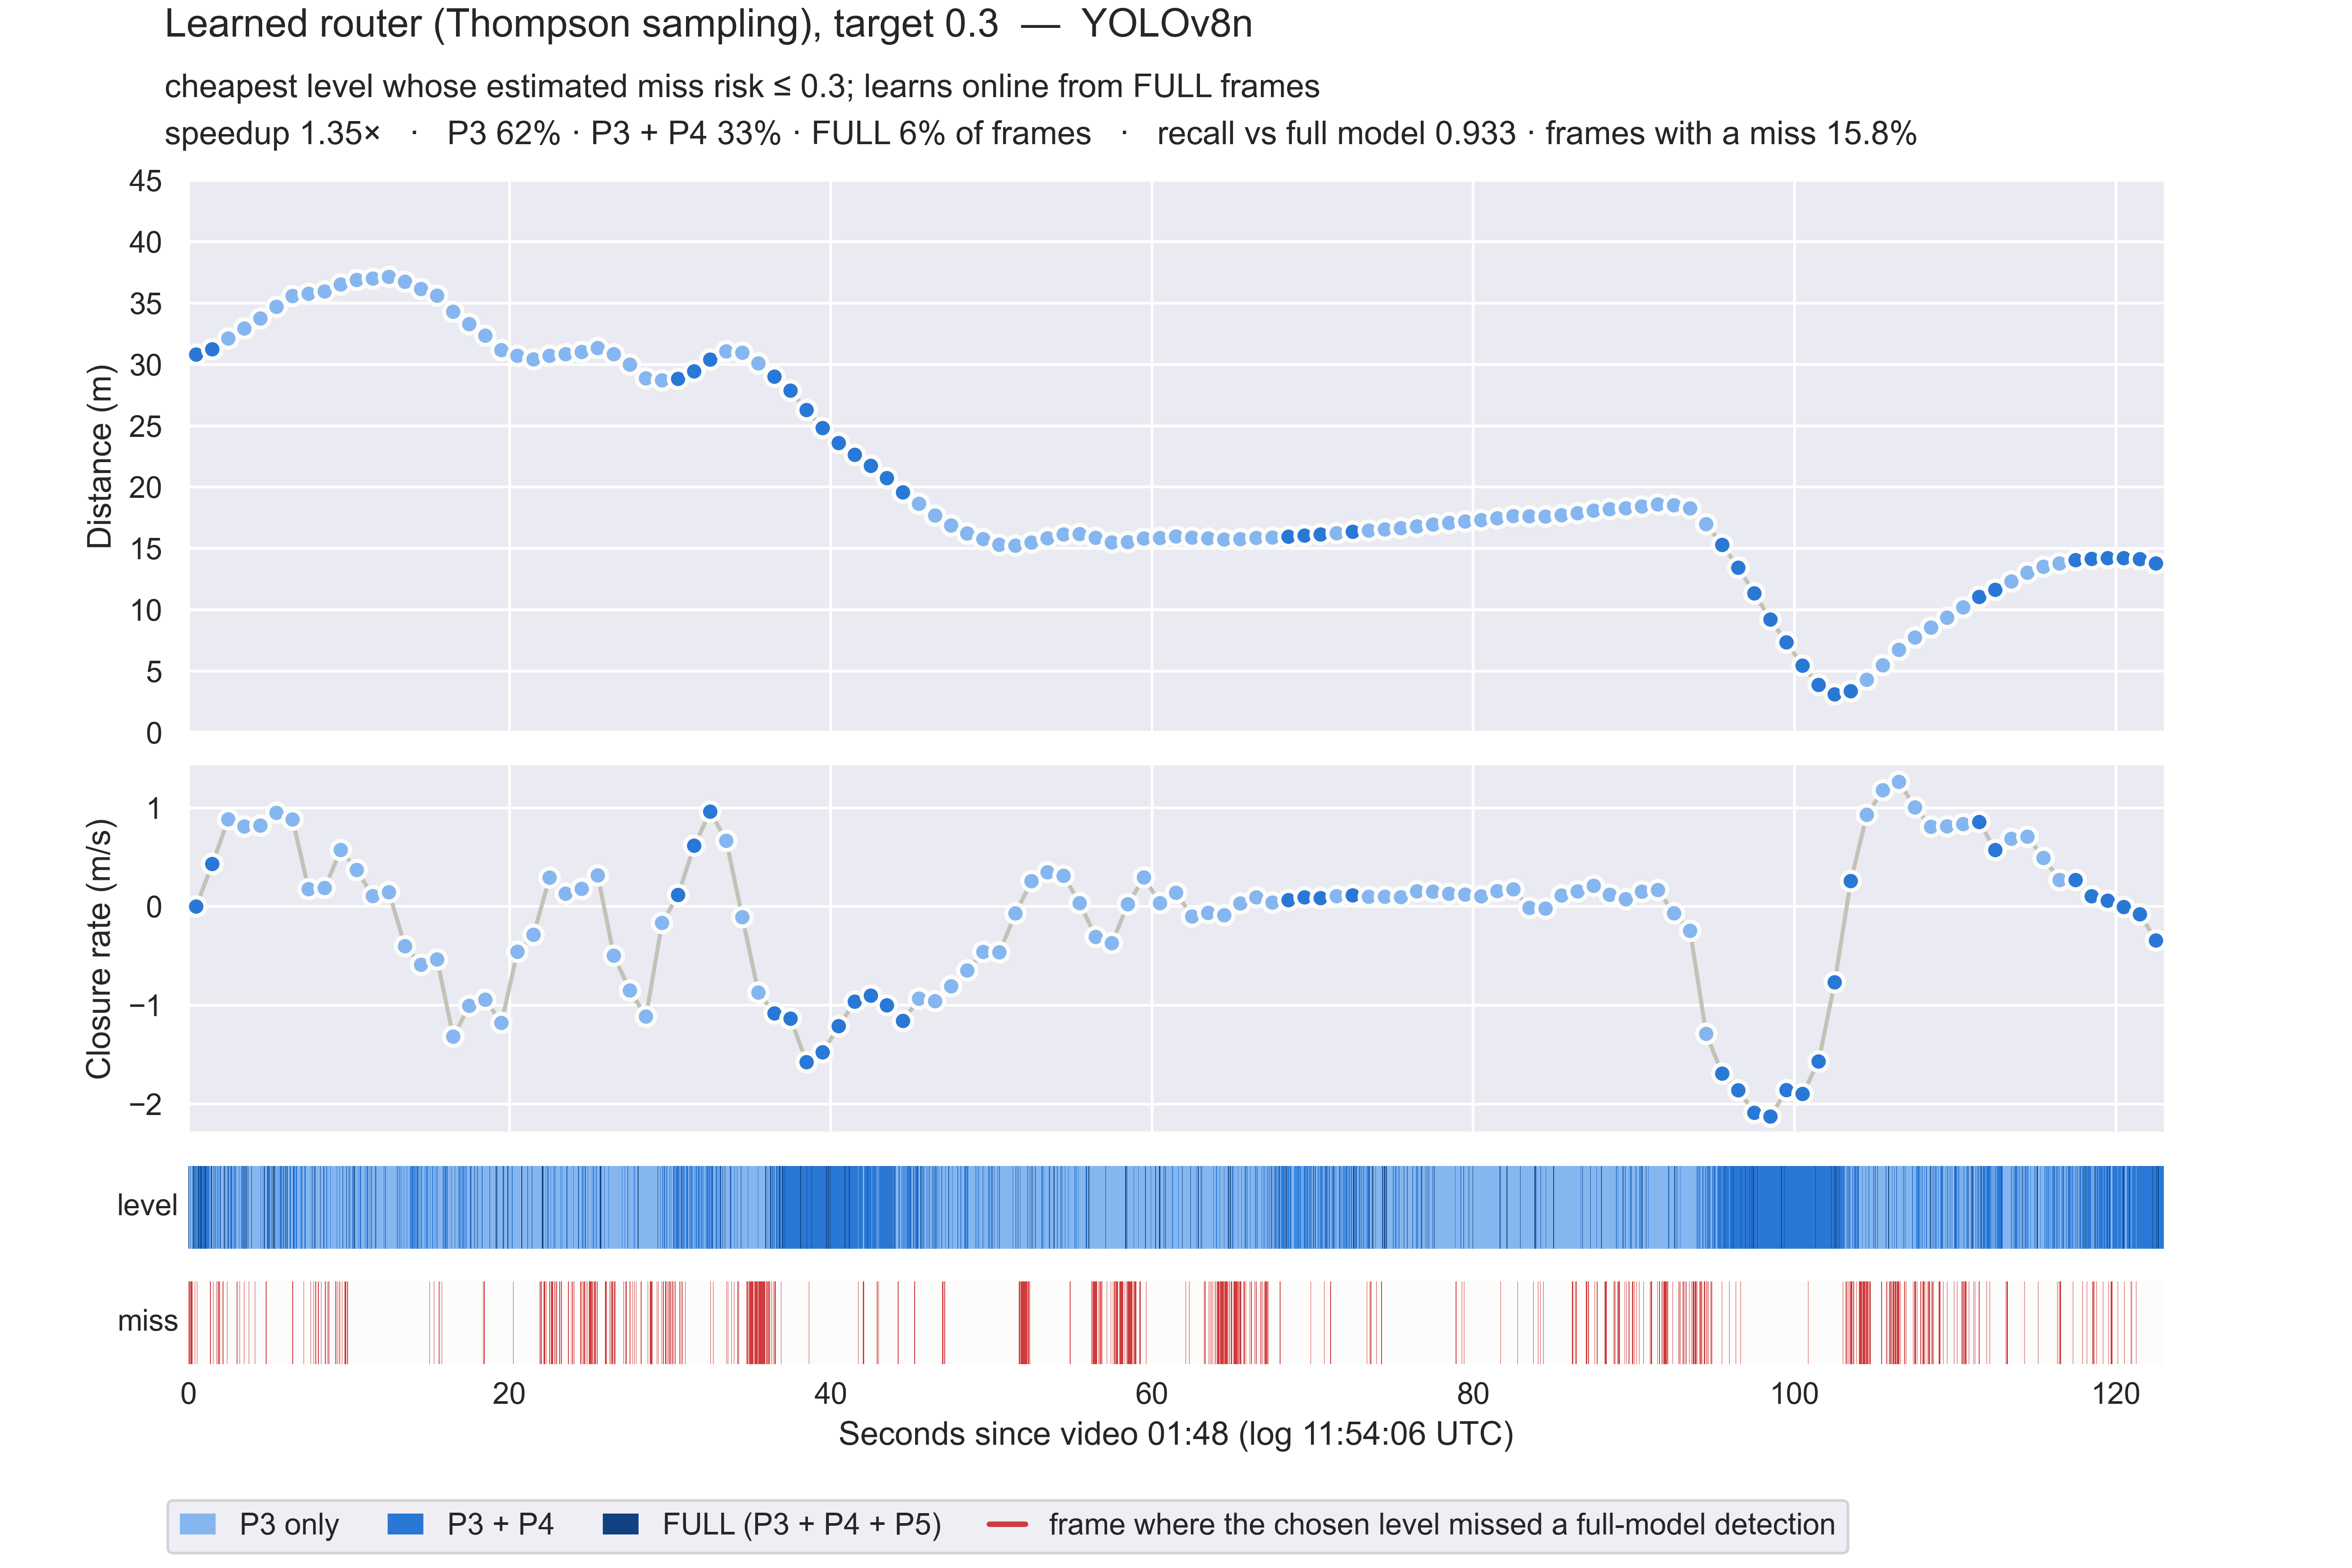 Learned router (Thompson sampling), target 0.3 — YOLOv8n
cheapest level whose estimated miss risk ≤ 0.3; learns online from FULL frames
speedup 1.35× · P3 62% · P3 + P4 33% · FULL 6% of frames · recall vs full model 0.933 · frames with a miss 15.8%
45
40
35
30
25
20
15
10
5
0
Distance (m)
1
0
−1
−2
Closure rate (m/s)
level
miss
0 20 40 60 80 100 120
Seconds since video 01:48 (log 11:54:06 UTC)
P3 only P3 + P4 FULL (P3 + P4 + P5) frame where the chosen level missed a full-model detection